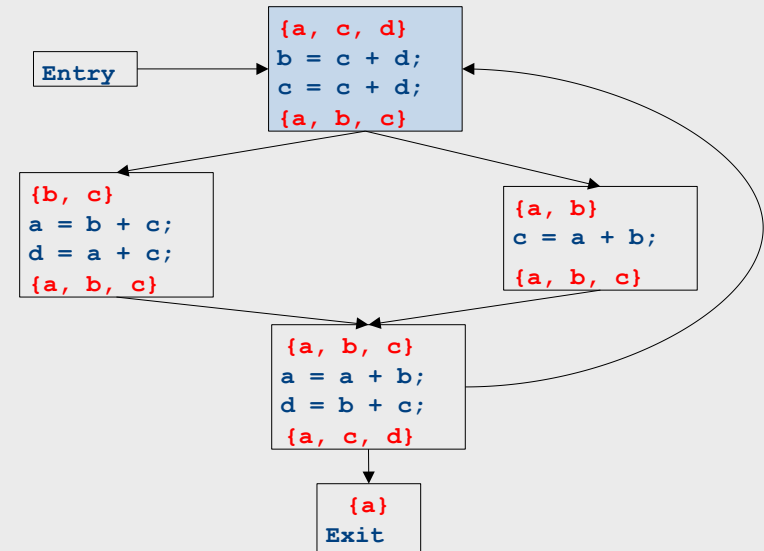 {a, c, d}
Entry
b = c + d;
c = c + d;
{a, b, c}
{b, c}
a = b + c;
d = a + c;
{a, b, c}
{a, b}
c = a + b;
{a, b, c}
{a, b, c}
a = a + b;
d = b + c;
{a, c, d}
{a}
Exit